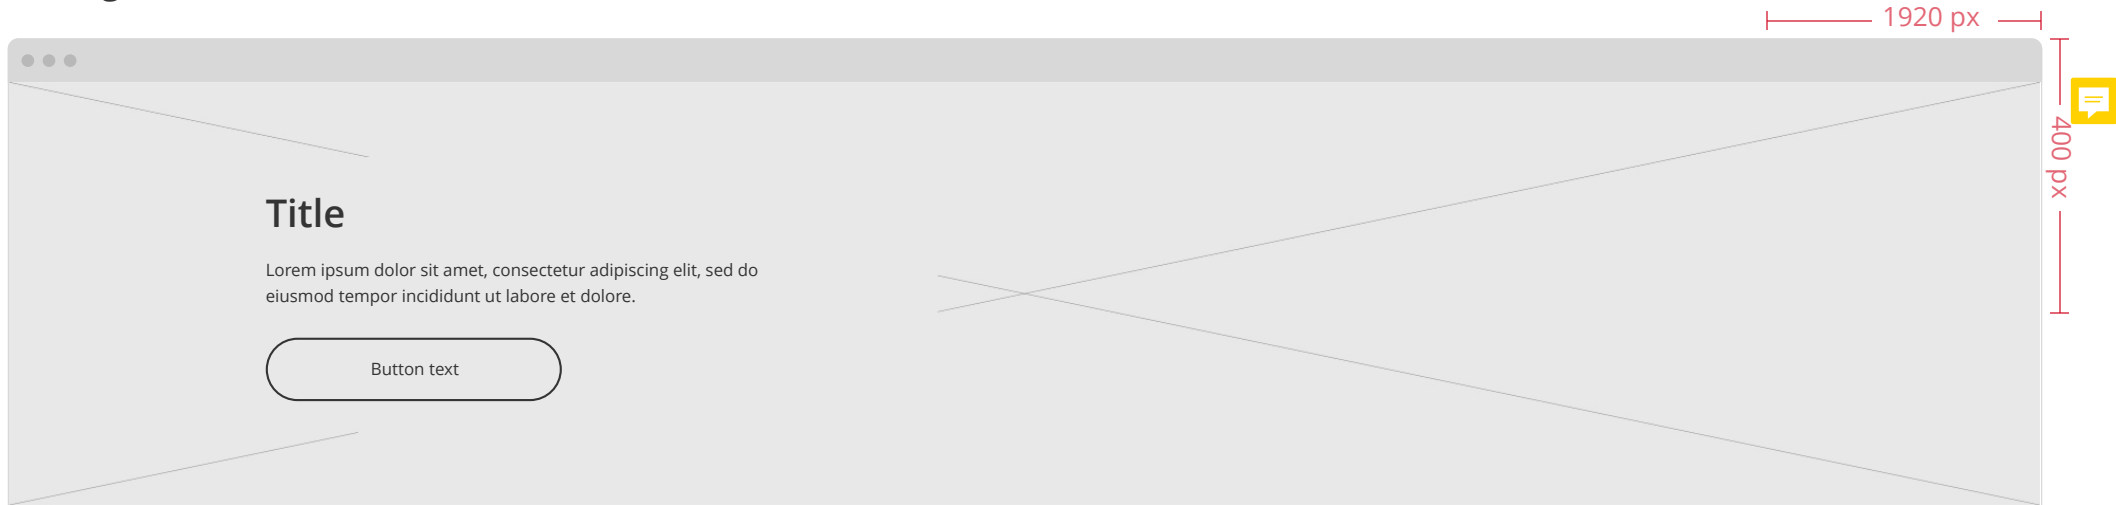 1920 px
400 px
Title
Lorem ipsum dolor sit amet, consectetur adipiscing elit, sed do
eiusmod tempor incididunt ut labore et dolore.
Button text